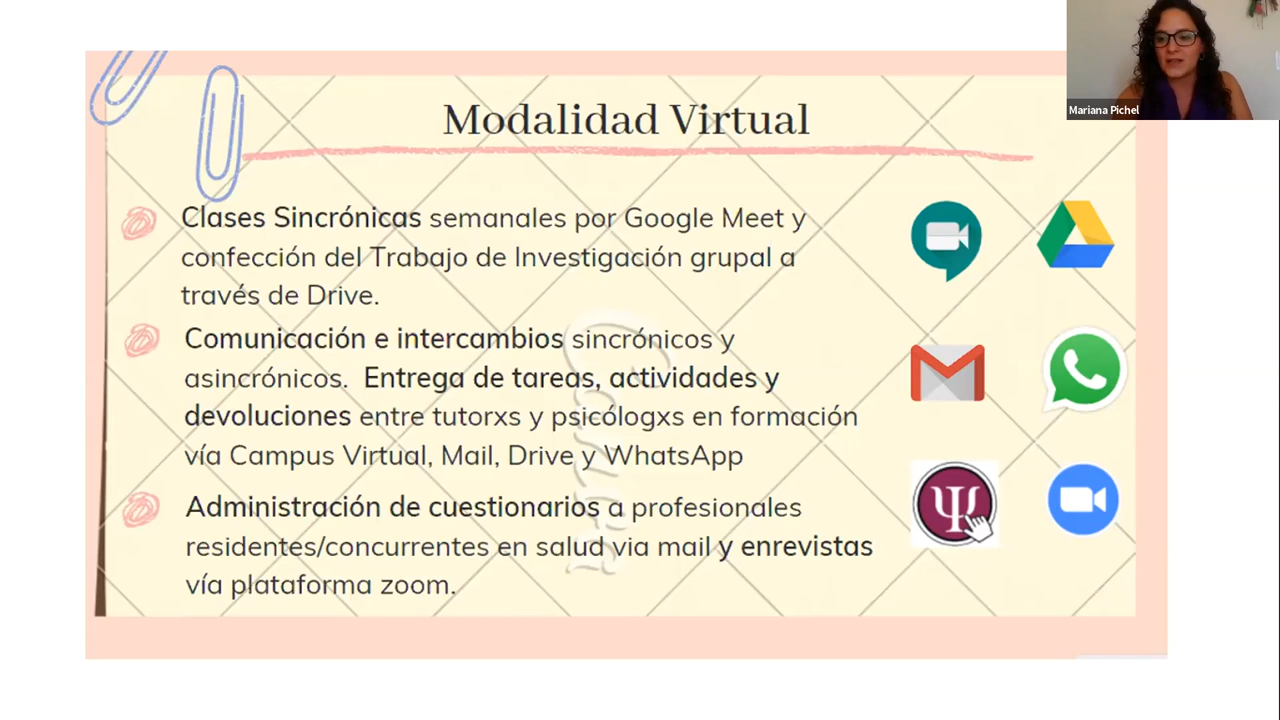 Mariana Pichel
Modalidad Virtual
Clases Sincrónicas semanales por Google Meet y
confección del Trabajo de Investigación grupal a
través de Drive.
Comunicación e intercambios sincrónicos y
asincrónicos. Entrega de tareas, actividades y
devoluciones entre tutorxs y psicólogxs en formación
vía Campus Virtual, Mail, Drive y WhatsApp
Administración de cuestionarios a profesionales
residentes/concurrentes en salud via mail y enrevistas
vía plataforma zoom.
Ψ